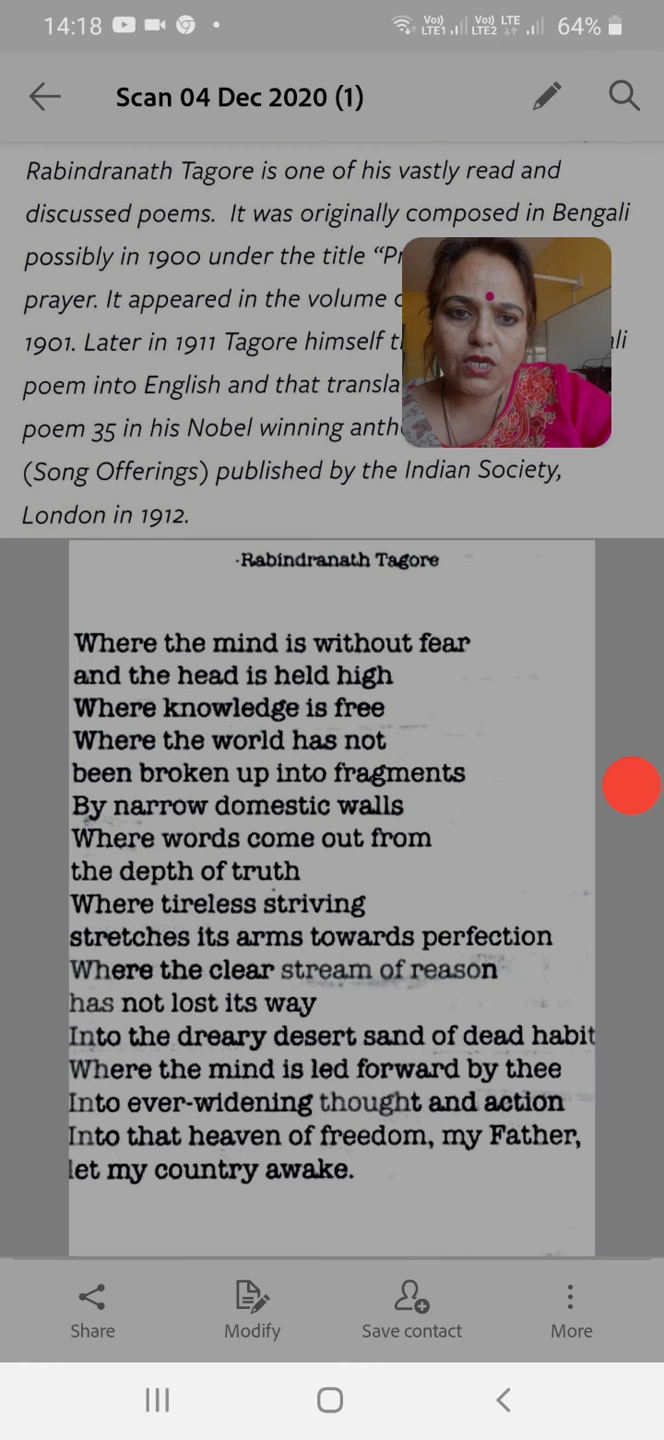 14:18
Vo)) LTE1
Vo)) LTE2
LTE
64%
Scan 04 Dec 2020 (1)
Rabindranath Tagore is one of his vastly read and
discussed poems. It was originally composed in Bengali
possibly in 1900 under the title “Pr
prayer. It appeared in the volume
1901. Later in 1911 Tagore himself
poem into English and that transla
poem 35 in his Nobel winning anth
(Song Offerings) published by the Indian Society,
London in 1912.
-Rabindranath Tagore
Where the mind is without fear
and the head is held high
Where knowledge is free
Where the world has not
been broken up into fragments
By narrow domestic walls
Where words come out from
the depth of truth
Where tireless striving
stretches its arms towards perfection
Where the clear stream of reason
has not lost its way
Into the dreary desert sand of dead habit
Where the mind is led forward by thee
Into ever-widening thought and action
Into that heaven of freedom, my Father,
let my country awake.
Share
Modify
Save contact
More